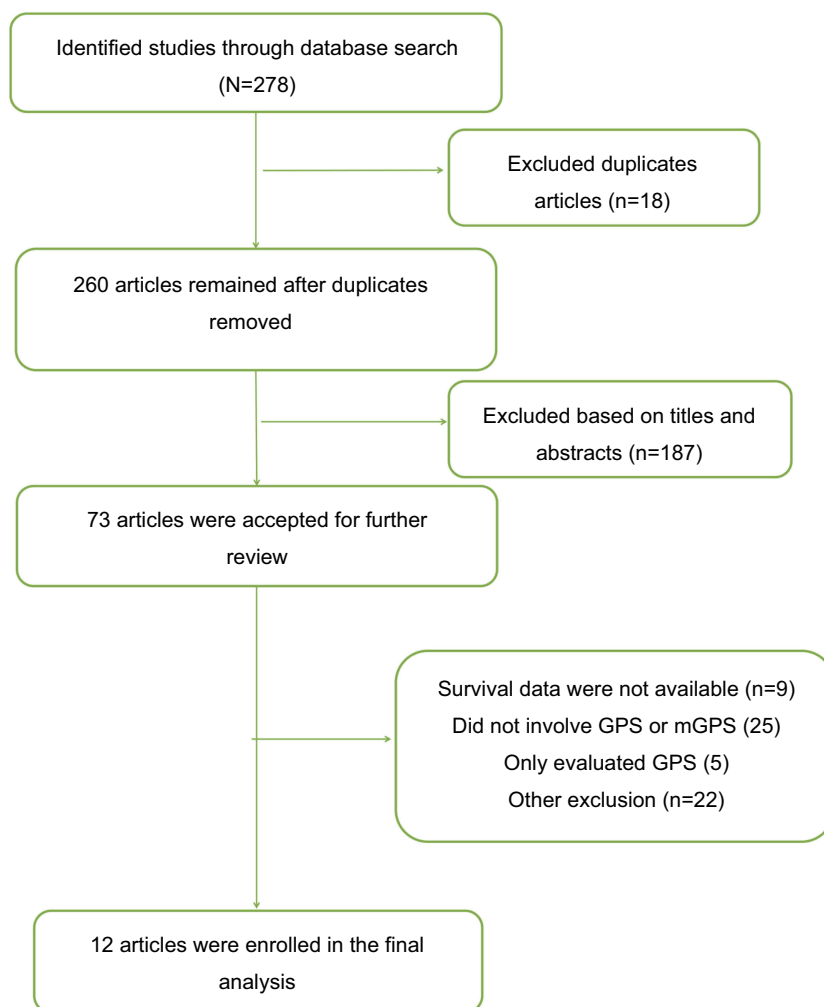 Identified studies through database search
(N=278)
Excluded duplicates
articles (n=18)
260 articles remained after duplicates
removed
Excluded based on titles and
abstracts (n=187)
73 articles were accepted for further
review
Survival data were not available (n=9)
Did not involve GPS or mGPS (25)
Only evaluated GPS (5)
Other exclusion (n=22)
12 articles were enrolled in the final
analysis